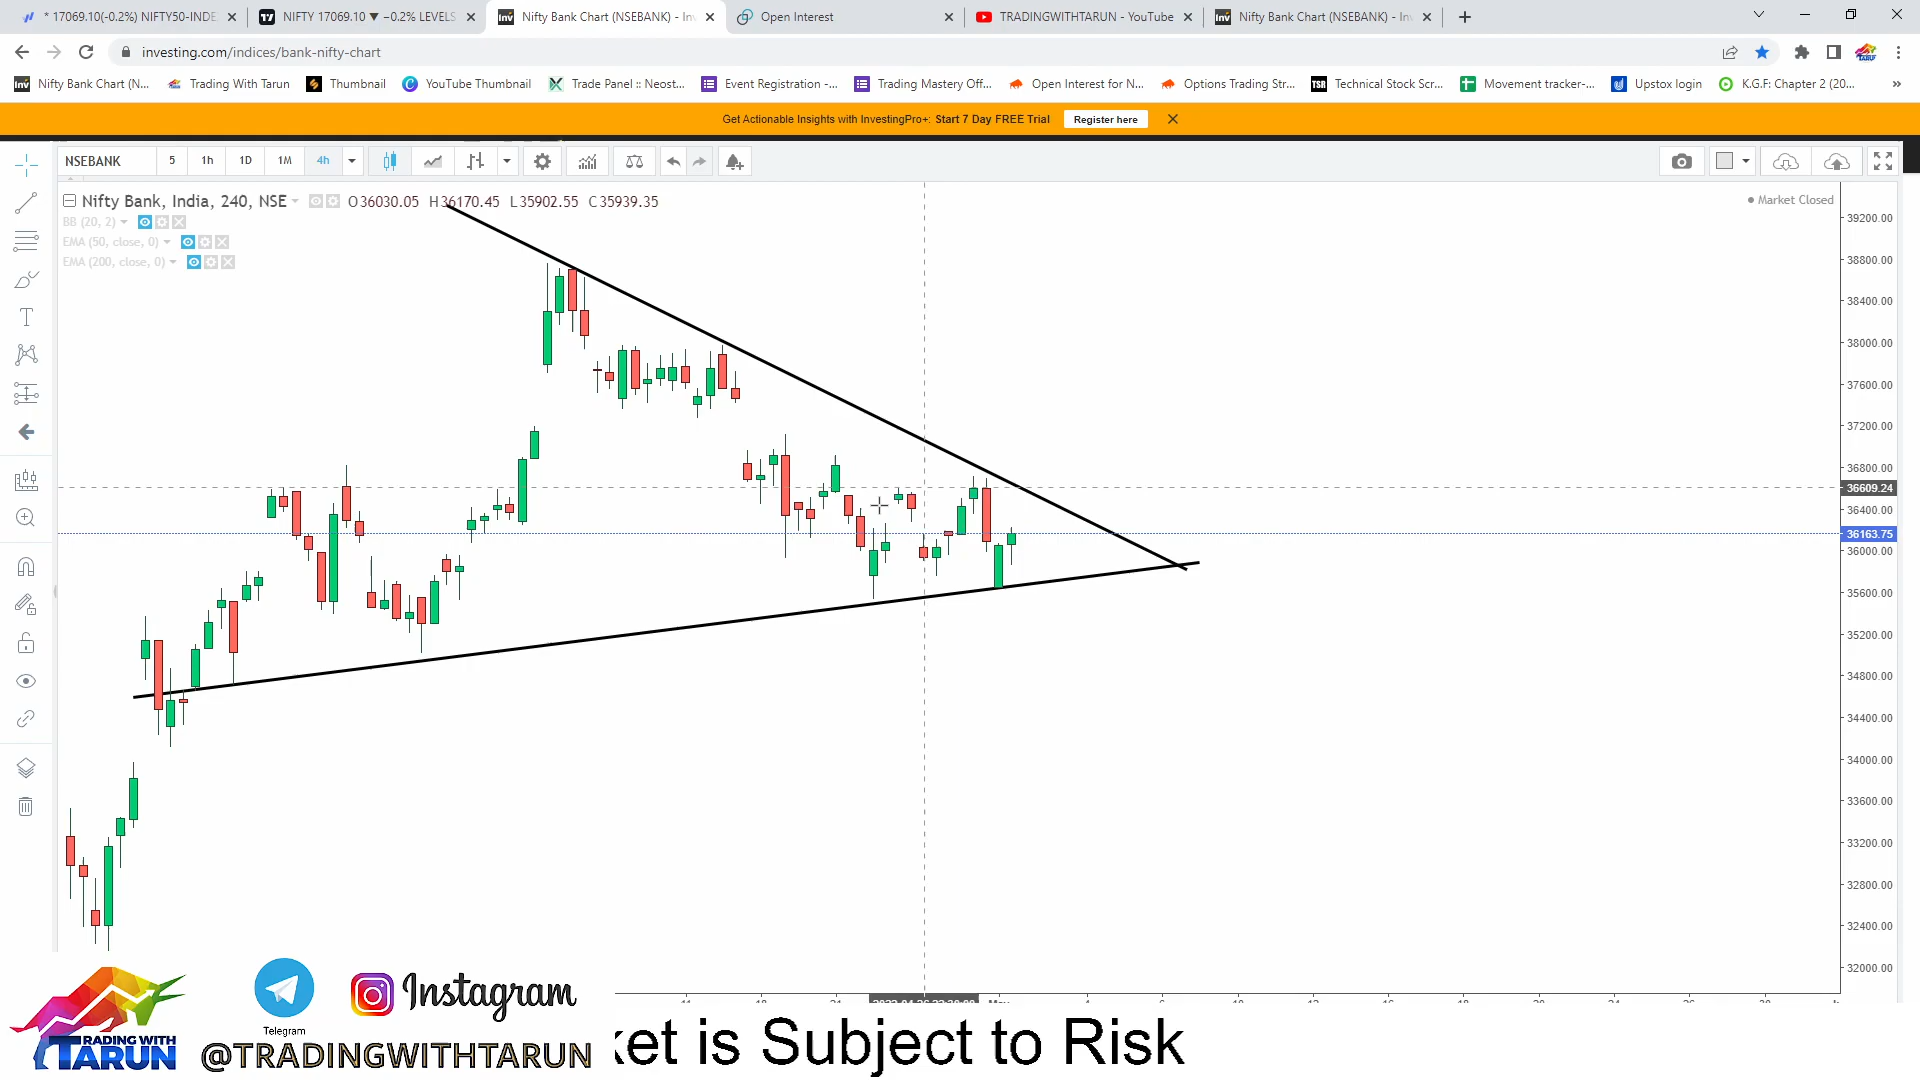 * 17069.10(-0.2%) NIFTY50-INDE
NIFTY 17069.10 ▼ −0.2% LEVELS
Nifty Bank Chart (NSEBANK) - Inv
Open Interest
TRADINGWITHTARUN - YouTube
Nifty Bank Chart (NSEBANK) - Inv
investing.com/indices/bank-nifty-chart
Nifty Bank Chart (N...
Trading With Tarun
Thumbnail
YouTube Thumbnail
Trade Panel :: Neost...
Event Registration -...
Trading Mastery Off...
Open Interest for N...
Options Trading Str...
Technical Stock Scr...
Movement tracker-...
Upstox login
K.G.F: Chapter 2 (20...
Get Actionable Insights with InvestingPro+: Start 7 Day FREE Trial
Register here
NSEBANK 5 1h 1D 1M 4h
Nifty Bank, India, 240, NSE O36030.05 H36170.45 L35902.55 C35939.35
Market Closed
BB (20, 2)
EMA (50, close, 0)
EMA (200, close, 0)
39200.00
38800.00
38400.00
38000.00
37600.00
37200.00
36800.00
36609.24
36400.00
36163.75
36000.00
35600.00
35200.00
34800.00
34400.00
34000.00
33600.00
33200.00
32800.00
32400.00
32000.00
Telegram
Instagram
TRADING WITH
TARUN
@TRADINGWITHTARUN
ket is Subject to Risk